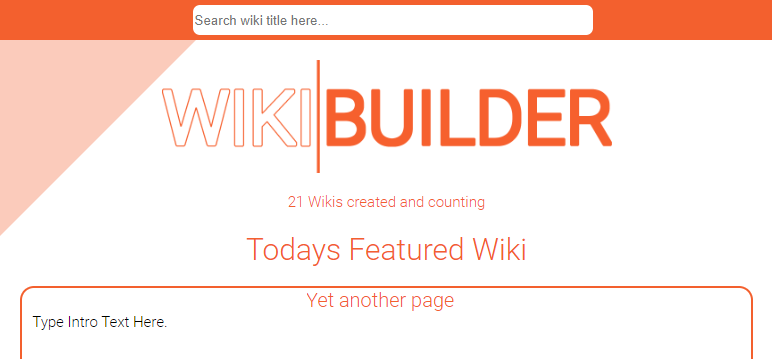 Search wiki title here...
WIKI|BUILDER
21 Wikis created and counting
Todays Featured Wiki
Yet another page
Type Intro Text Here.